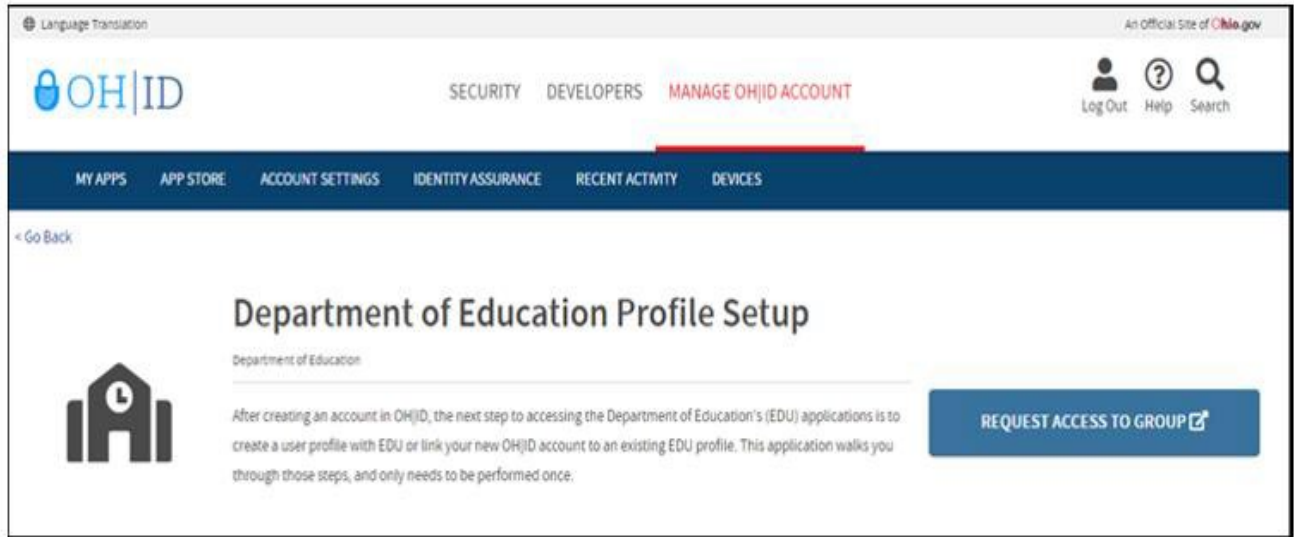 Language Translation
An Official Site of Ohio.gov
OH|ID
SECURITY DEVELOPERS MANAGE OH|ID ACCOUNT
Log Out Help Search
MY APPS APP STORE ACCOUNT SETTINGS IDENTITY ASSURANCE RECENT ACTIVITY DEVICES
< Go Back
Department of Education Profile Setup
Department of Education
After creating an account in OH|ID, the next step to accessing the Department of Education's (EDU) applications is to
create a user profile with EDU or link your new OH|ID account to an existing EDU profile. This application walks you
through those steps, and only needs to be performed once.
REQUEST ACCESS TO GROUP